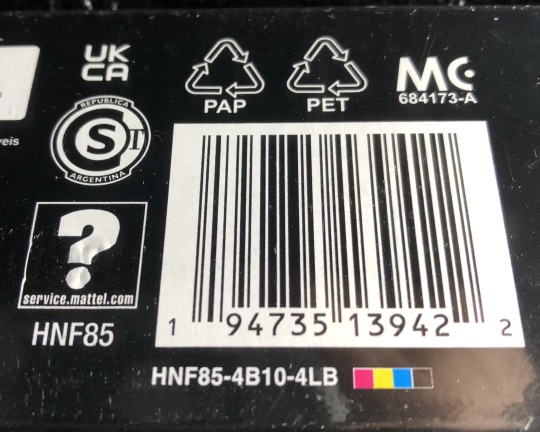 UK
CA
PAP
PET
MC
684173-A
REPUBLICA
S
T
ARGENTINA
veis
?
service.mattel.com
HNF85
1 94735 13942 2
HNF85-4B10-4LB